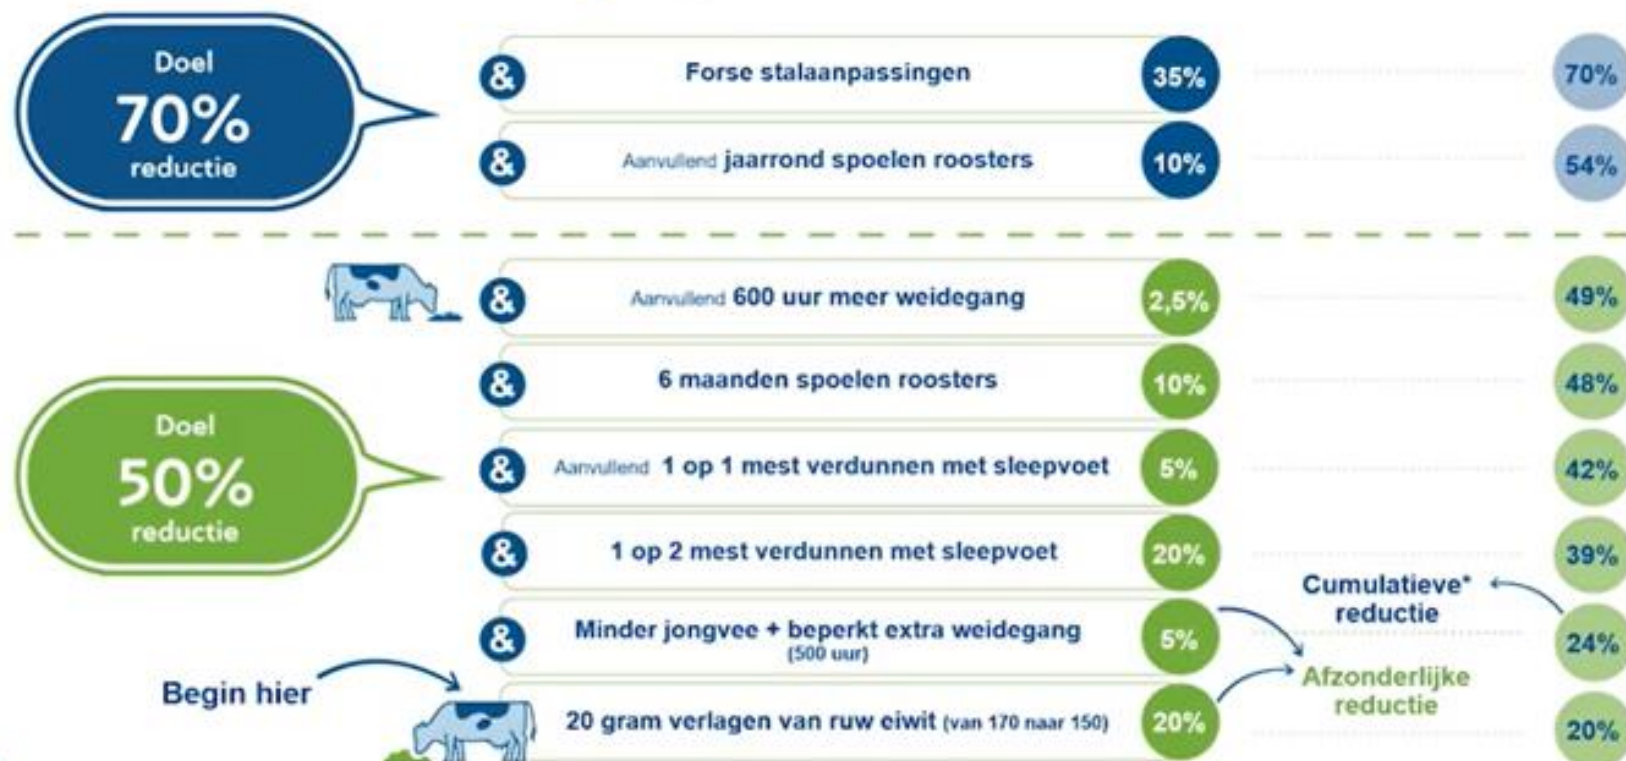 Doel
70%
reductie
& Forse stalaanpassingen 35% 70%
& Aanvullend jaarrond spoelen roosters 10% 54%
& Aanvullend 600 uur meer weidegang 2,5% 49%
& 6 maanden spoelen roosters 10% 48%
Doel
50%
reductie
& Aanvullend 1 op 1 mest verdunnen met sleepvoet 5% 42%
& 1 op 2 mest verdunnen met sleepvoet 20% 39%
Cumulatieve*
reductie
& Minder jongvee + beperkt extra weidegang 5% 24%
(500 uur)
Afzonderlijke
reductie
Begin hier
20 gram verlagen van ruw eiwit (van 170 naar 150) 20% 20%